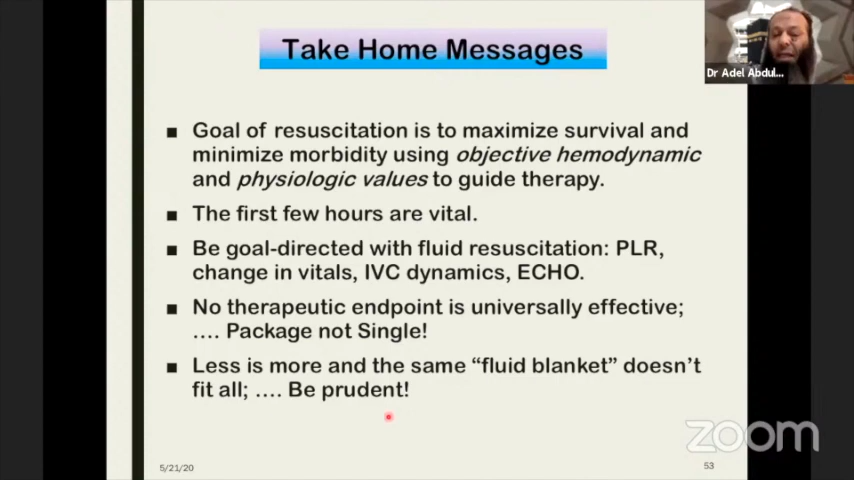 Take Home Messages
Dr Adel Abdul...
■ Goal of resuscitation is to maximize survival and
minimize morbidity using objective hemodynamic
and physiologic values to guide therapy.
■ The first few hours are vital.
■ Be goal-directed with fluid resuscitation: PLR,
change in vitals, IVC dynamics, ECHO.
■ No therapeutic endpoint is universally effective;
.... Package not Single!
■ Less is more and the same “fluid blanket” doesn’t
fit all; .... Be prudent!
zoom
5/21/20
53